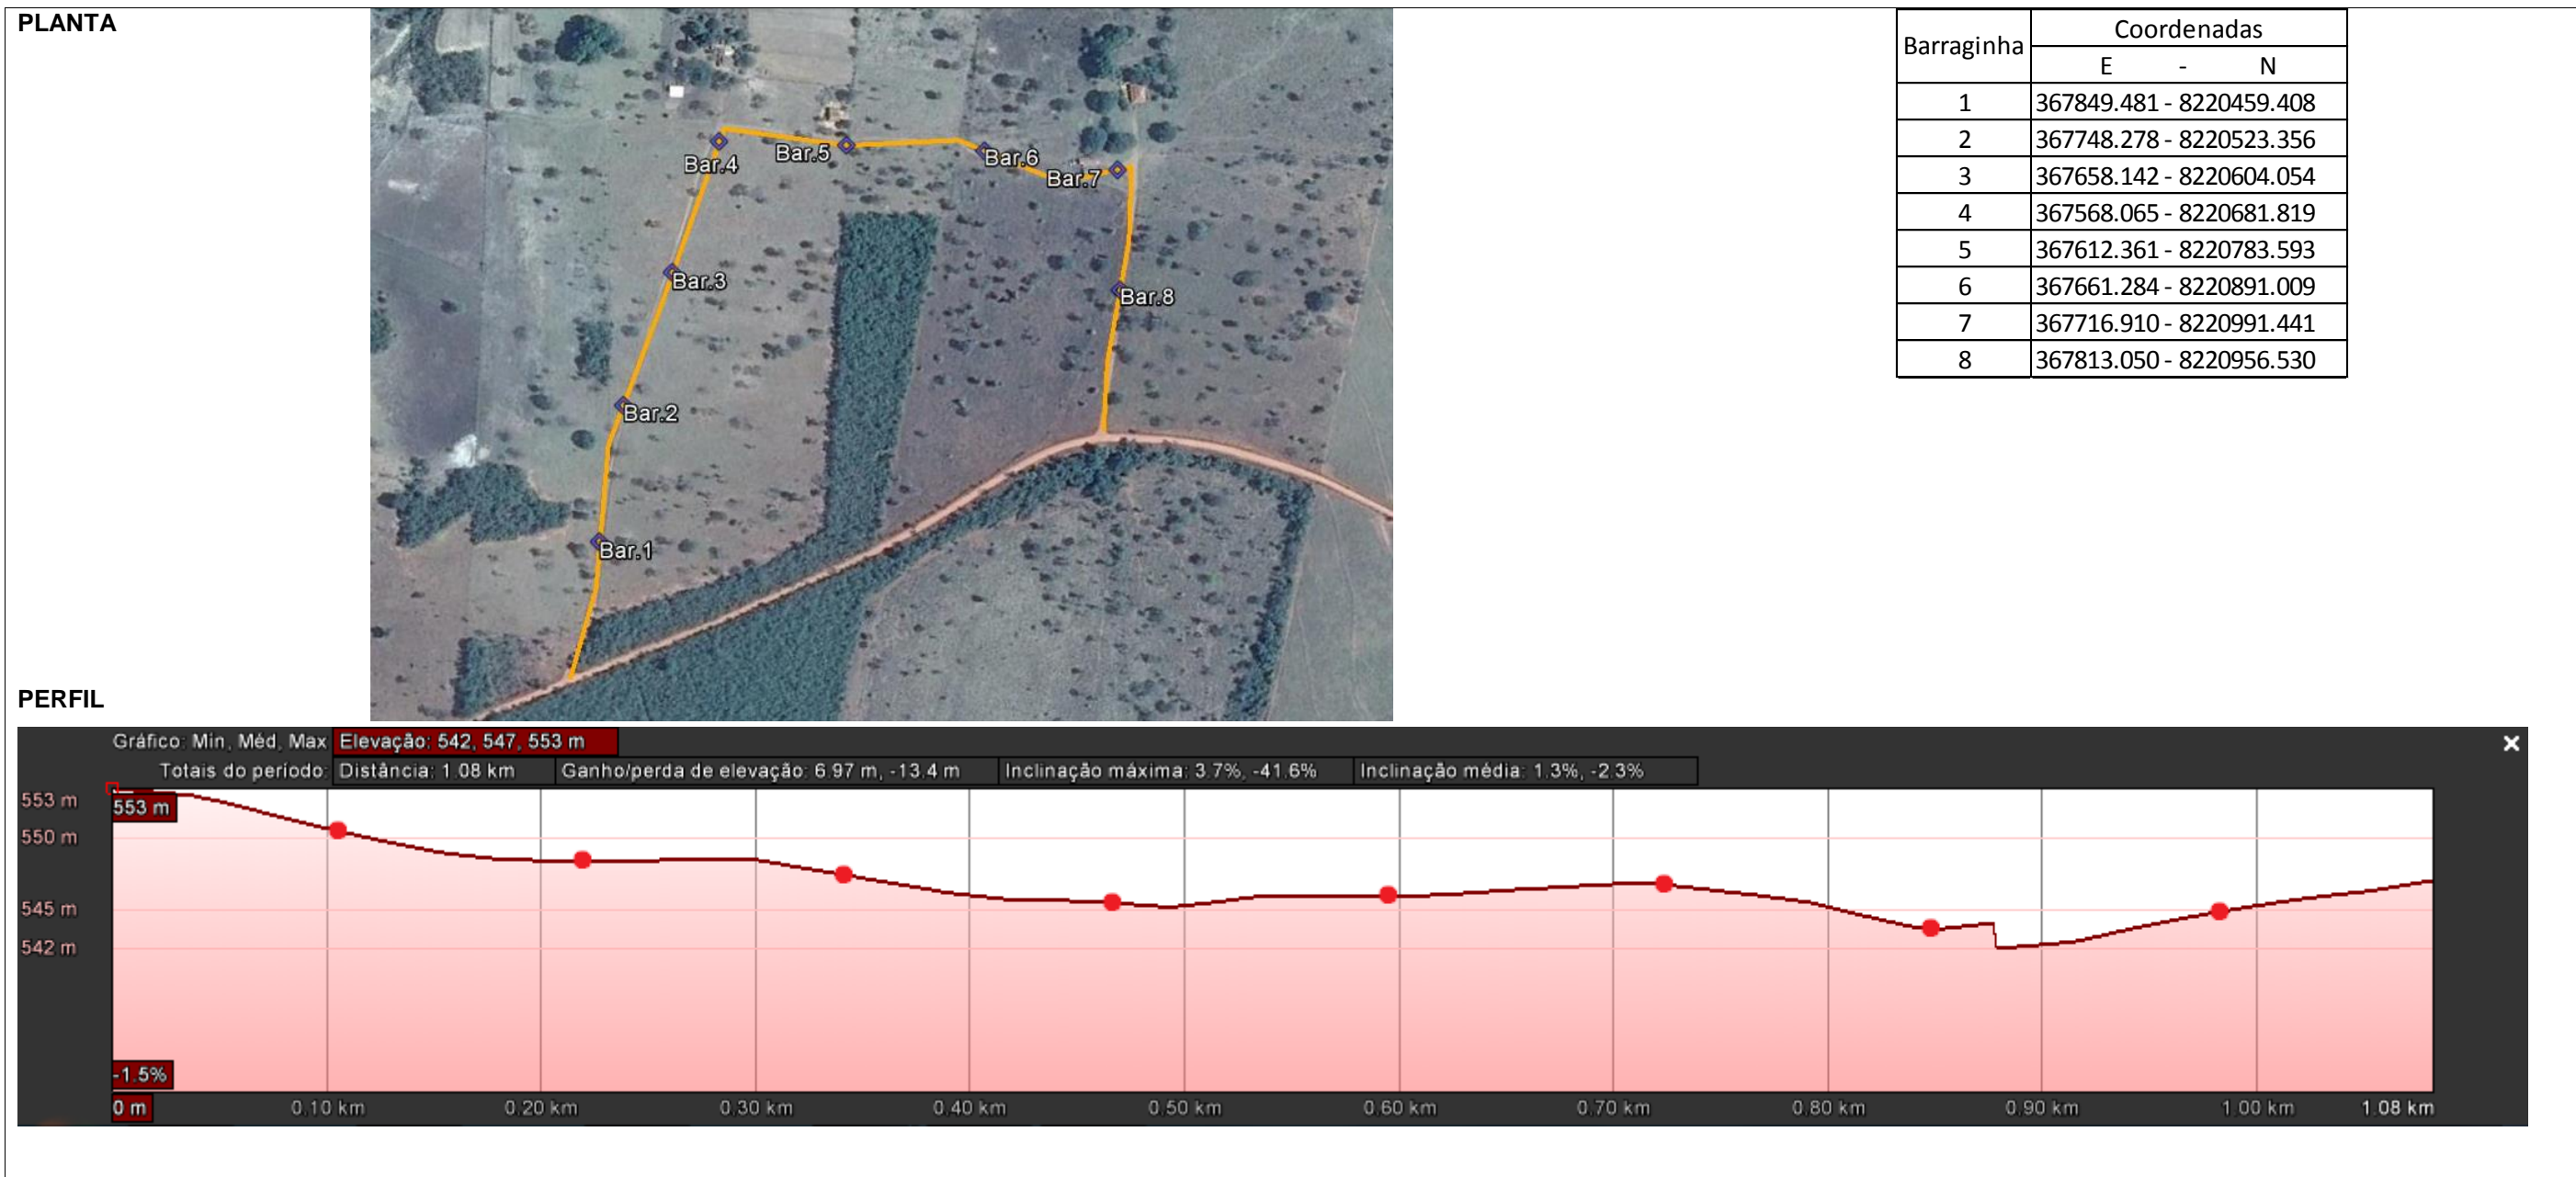 PLANTA
Barraginha
Coordenadas
E - N
1 367849.481 - 8220459.408
2 367748.278 - 8220523.356
3 367658.142 - 8220604.054
4 367568.065 - 8220681.819
5 367612.361 - 8220783.593
6 367661.284 - 8220891.009
7 367716.910 - 8220991.441
8 367813.050 - 8220956.530
Bar.4
Bar.5
Bar.6
Bar.7
Bar.3
Bar.8
Bar.2
Bar.1
PERFIL
Gráfico: Min, Méd, Max Elevação: 542, 547, 553 m
Totais do período: Distância: 1.08 km Ganho/perda de elevação: 6.97 m, -13.4 m Inclinação máxima: 3.7%, -41.6% Inclinação média: 1.3%, -2.3%
553 m
553 m
550 m
545 m
542 m
-1.5%
0 m 0.10 km 0.20 km 0.30 km 0.40 km 0.50 km 0.60 km 0.70 km 0.80 km 0.90 km 1.00 km 1.08 km